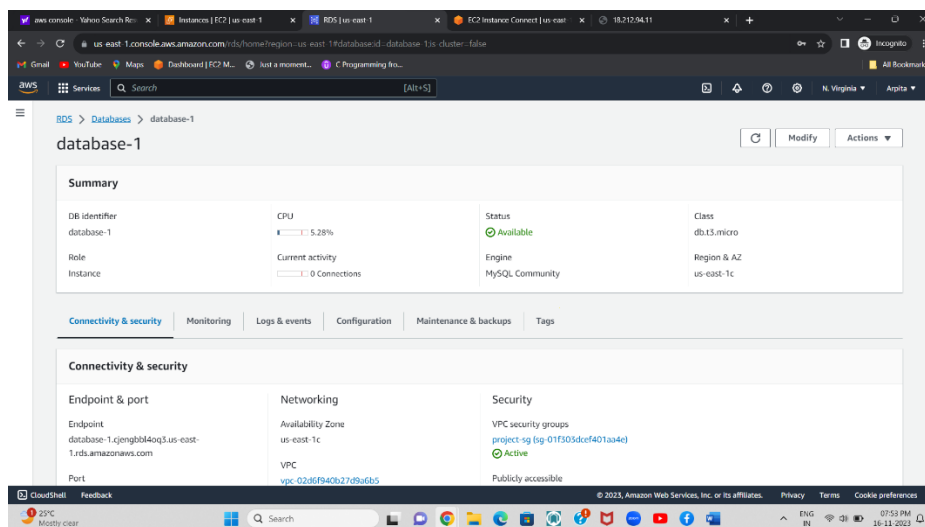 aws console - Yahoo Search Res
Instances | EC2 | us-east-1
RDS | us-east-1
EC2 Instance Connect | us-east
18.212.94.11
us-east-1.console.aws.amazon.com/rds/home?region=us-east-1#database:id=database-1;is-cluster=false
Incognito
Gmail
YouTube
Maps
Dashboard | EC2 M...
Just a moment...
C Programming fro...
All Bookmark
aws
Services
Search
[Alt+S]
N. Virginia
Arpita
RDS > Databases > database-1
database-1
Modify
Actions
Summary
DB identifier
database-1
CPU
5.28%
Status
Available
Class
db.t3.micro
Role
Instance
Current activity
0 Connections
Engine
MySQL Community
Region & AZ
us-east-1c
Connectivity & security
Monitoring
Logs & events
Configuration
Maintenance & backups
Tags
Connectivity & security
Endpoint & port
Endpoint
database-1.cjengbbl4oq3.us-east-
1.rds.amazonaws.com
Port
Networking
Availability Zone
us-east-1c
VPC
vpc-02d6f940b27d9a6b5
Security
VPC security groups
project-sg (sg-01f303dcef401aa4e)
Active
Publicly accessible
CloudShell
Feedback
© 2023, Amazon Web Services, Inc. or its affiliates.
Privacy
Terms
Cookie preferences
1
25°C
Mostly clear
Search
ENG
IN
07:53 PM
16-11-2023